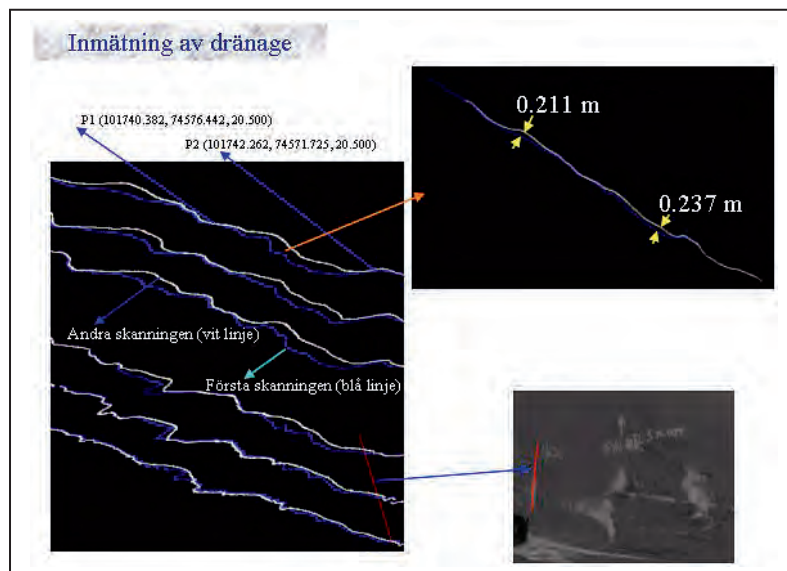 Inmätning av dränage
P1 (101740.382, 74576.442, 20.500)
P2 (101742.262, 74571.725, 20.500)
0.211 m
0.237 m
Andra skanningen (vit linje)
Första skanningen (blå linje)